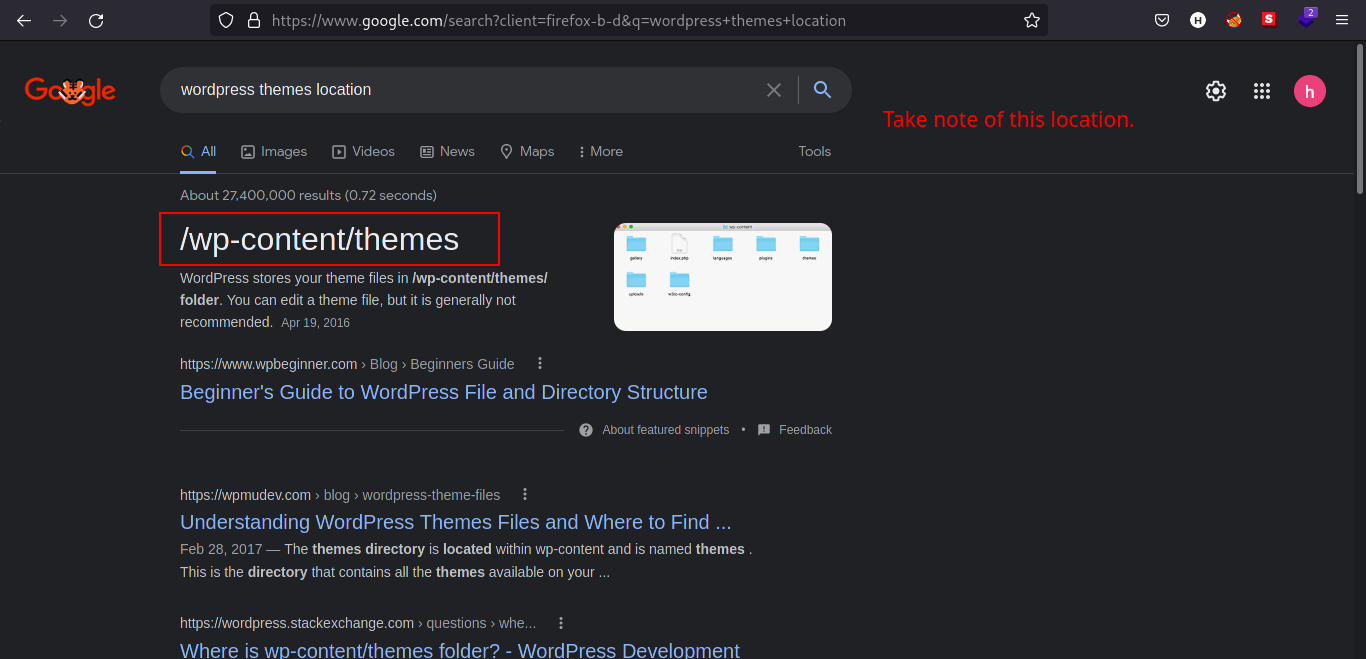 https://www.google.com/search?client=firefox-b-d&q=wordpress+themes+location
H
S
2
Google
wordpress themes location
h
Take note of this location.
All
Images
Videos
News
Maps
More
Tools
About 27,400,000 results (0.72 seconds)
/wp-content/themes
WordPress stores your theme files in /wp-content/themes/
folder. You can edit a theme file, but it is generally not
recommended. Apr 19, 2016
wp-content
gallery
index.php
languages
plugins
themes
uploads
w3tc-config
https://www.wpbeginner.com › Blog › Beginners Guide
Beginner's Guide to WordPress File and Directory Structure
About featured snippets • Feedback
https://wpmudev.com › blog › wordpress-theme-files
Understanding WordPress Themes Files and Where to Find ...
Feb 28, 2017 — The themes directory is located within wp-content and is named themes .
This is the directory that contains all the themes available on your ...
https://wordpress.stackexchange.com › questions › whe...
Where is wp-content/themes folder? - WordPress Development